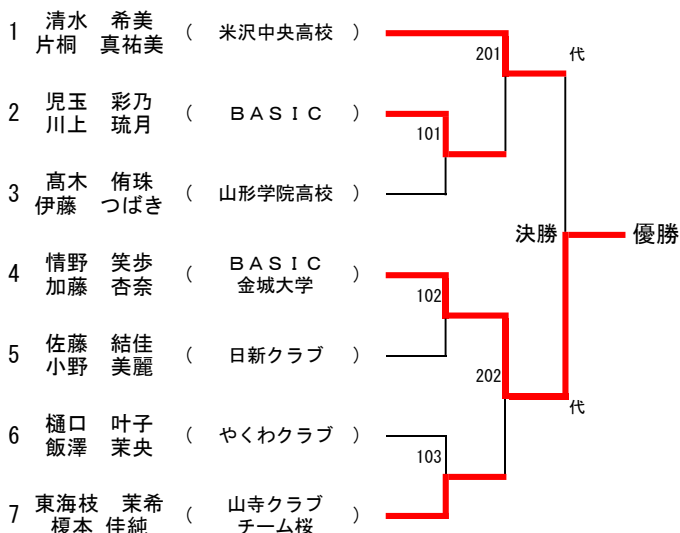 1 清水 希美 片桐 真祐美 ( 米沢中央高校 )
201 代
2 児玉 彩乃 川上 琉月 ( ＢＡＳＩＣ )
101
3 髙木 侑珠 伊藤 つばき ( 山形学院高校 )
決勝 優勝
4 情野 笑歩 加藤 杏奈 ( ＢＡＳＩＣ 金城大学 )
102
5 佐藤 結佳 小野 美麗 ( 日新クラブ )
202
代
6 樋口 叶子 飯澤 茉央 ( やくわクラブ )
103
7 東海枝 茉希 榎本 佳純 ( 山寺クラブ チーム桜 )